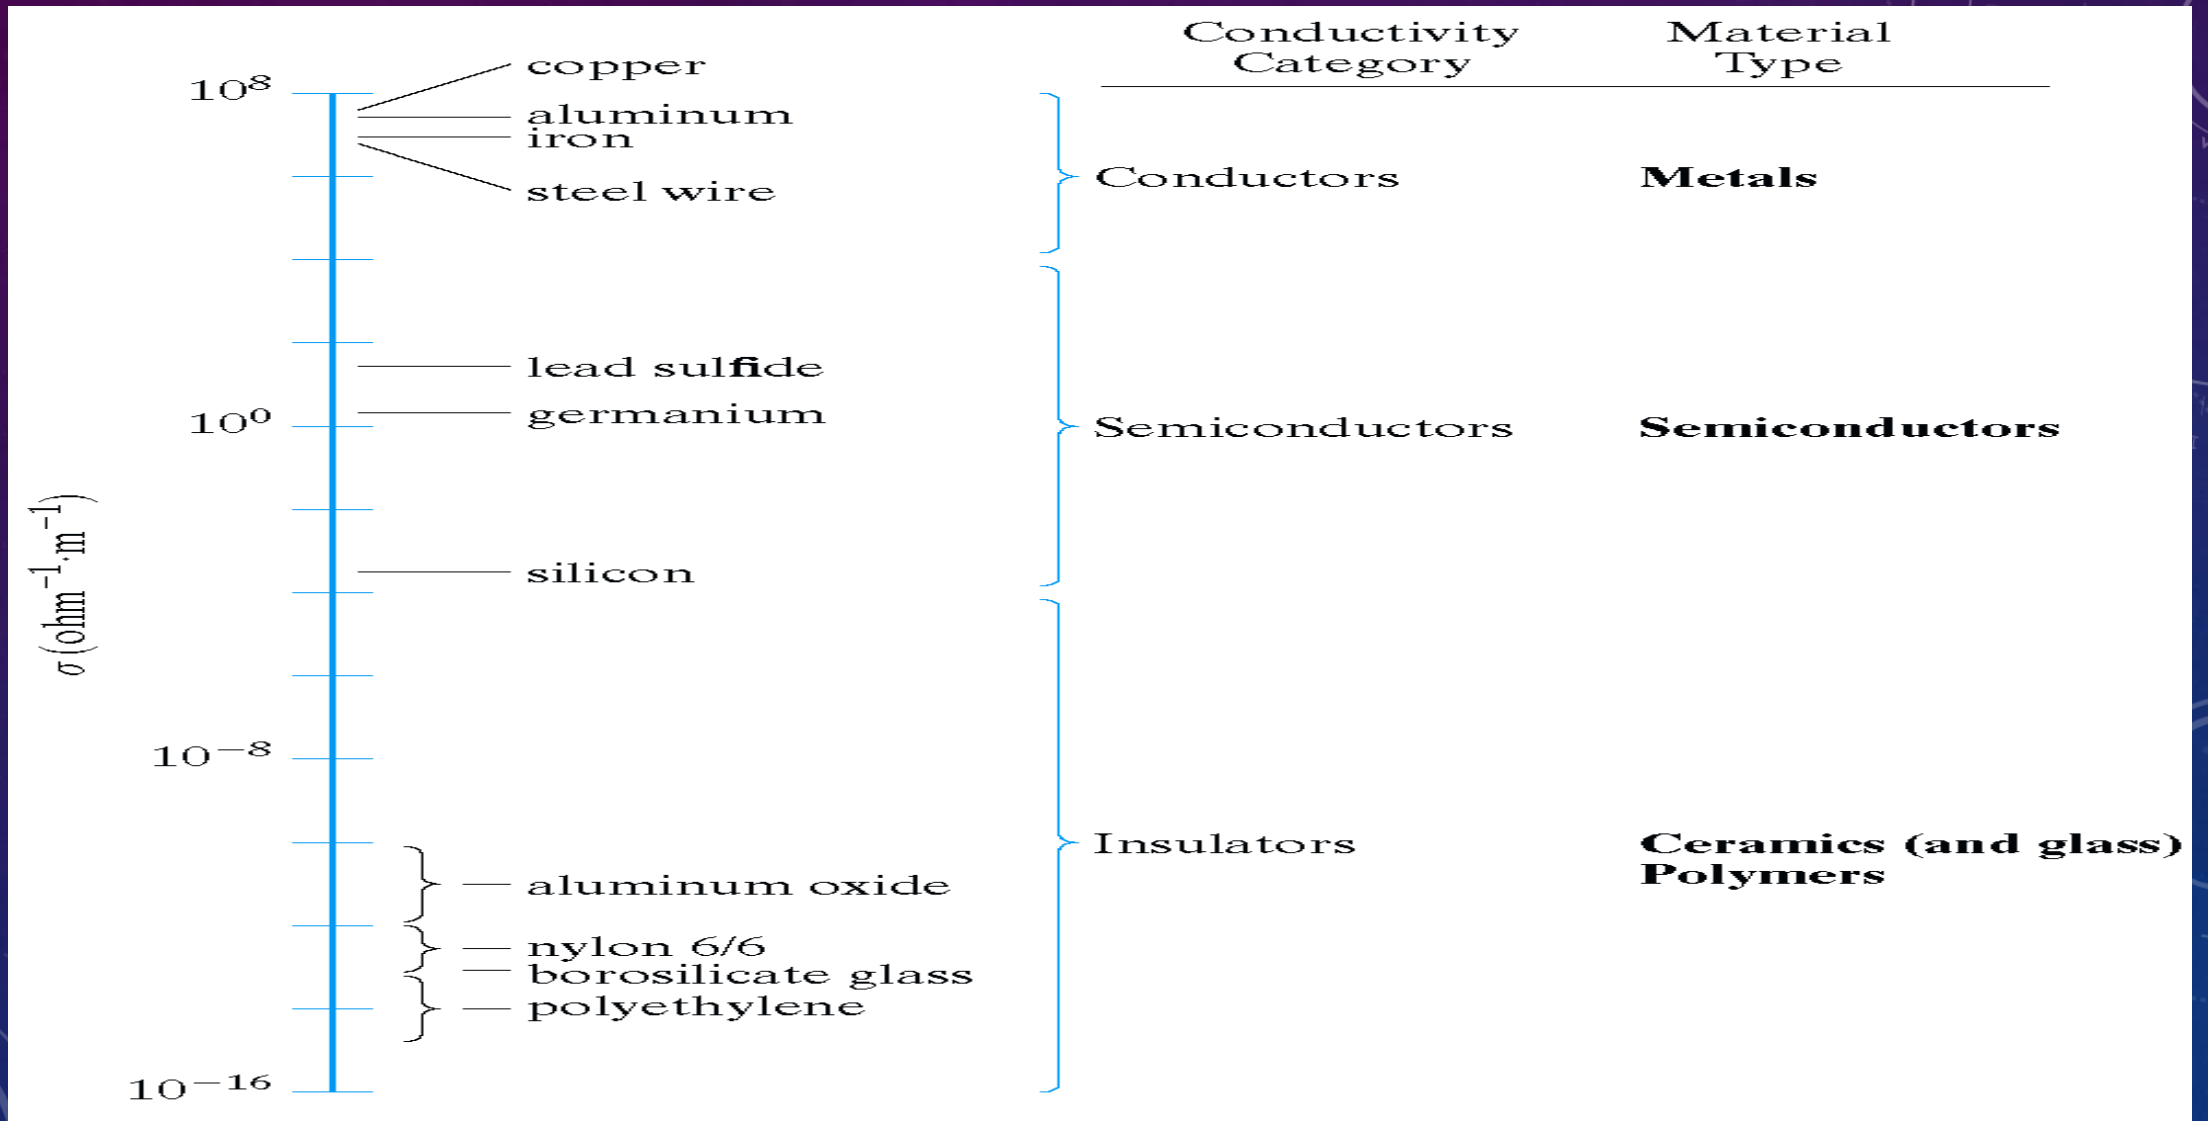 Conductivity Category
Material Type
10⁸
copper
aluminum
iron
steel wire
Conductors
Metals
lead sulfide
10⁰
germanium
Semiconductors
Semiconductors
σ (ohm⁻¹·m⁻¹)
silicon
10⁻⁸
Insulators
Ceramics (and glass)
Polymers
aluminum oxide
nylon 6/6
borosilicate glass
polyethylene
10⁻¹⁶